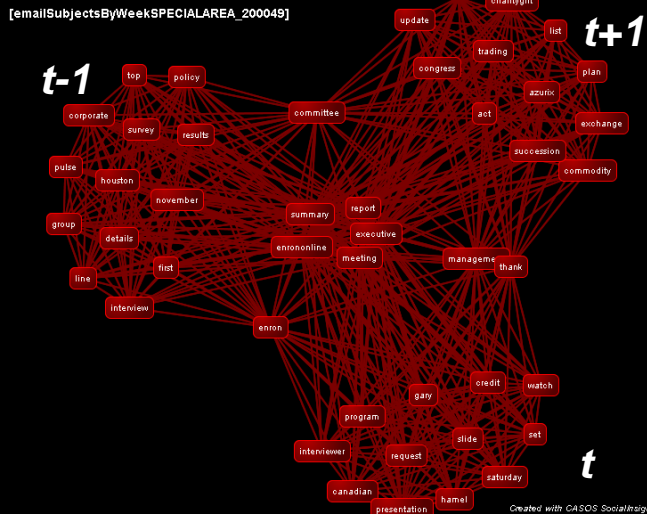 [emailSubjectsByWeekSPECIALAREA_200049]
charitygift
update
list
t+1
trading
t-1
top
policy
congress
plan
azurix
corporate
committee
act
exchange
survey
results
succession
pulse
commodity
houston
november
summary
report
group
details
executive
enrononline
meeting
manageme
thank
first
line
interview
enron
credit
watch
gary
program
set
slide
interviewer
request
t
saturday
canadian
hamel
presentation
Created with CASOS SocialInsig